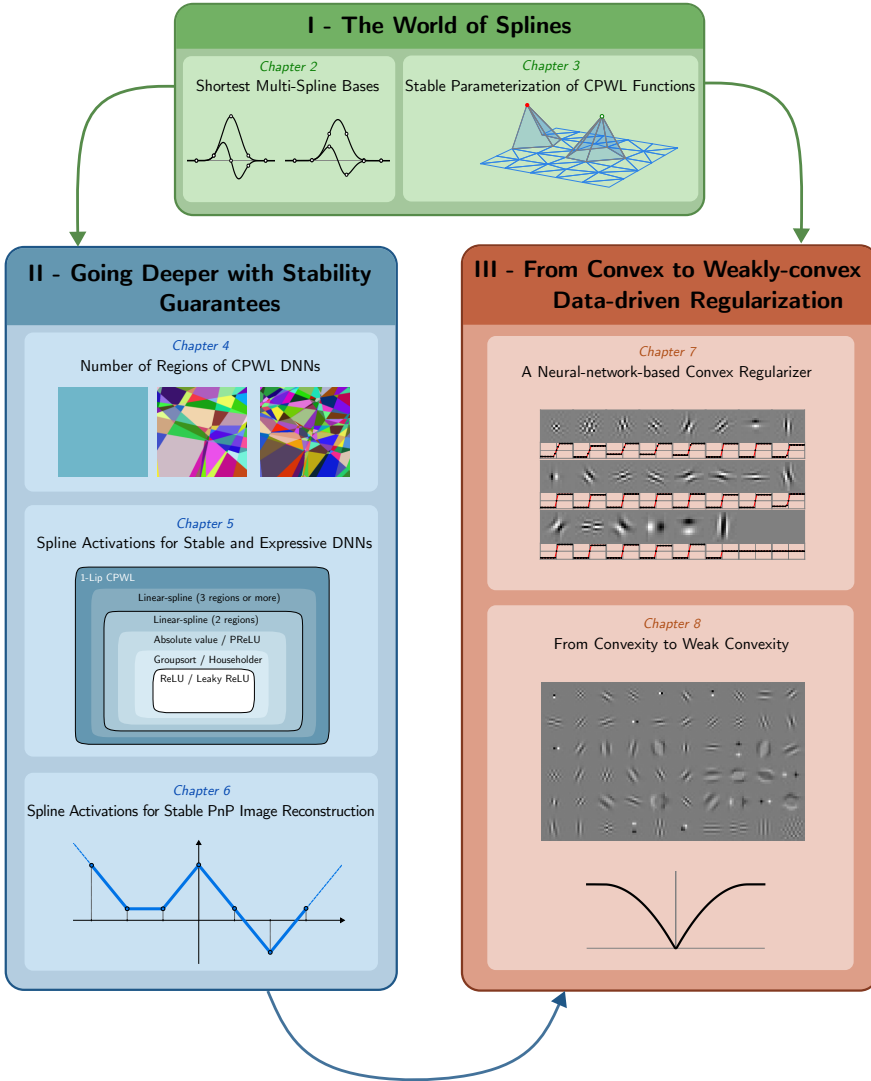 I - The World of Splines
Chapter 2
Shortest Multi-Spline Bases
Chapter 3
Stable Parameterization of CPWL Functions
II - Going Deeper with Stability
Guarantees
Chapter 4
Number of Regions of CPWL DNNs
Chapter 5
Spline Activations for Stable and Expressive DNNs
1-Lip CPWL
Linear-spline (3 regions or more)
Linear-spline (2 regions)
Absolute value / PReLU
Groupsort / Householder
ReLU / Leaky ReLU
Chapter 6
Spline Activations for Stable PnP Image Reconstruction
III - From Convex to Weakly-convex
Data-driven Regularization
Chapter 7
A Neural-network-based Convex Regularizer
Chapter 8
From Convexity to Weak Convexity